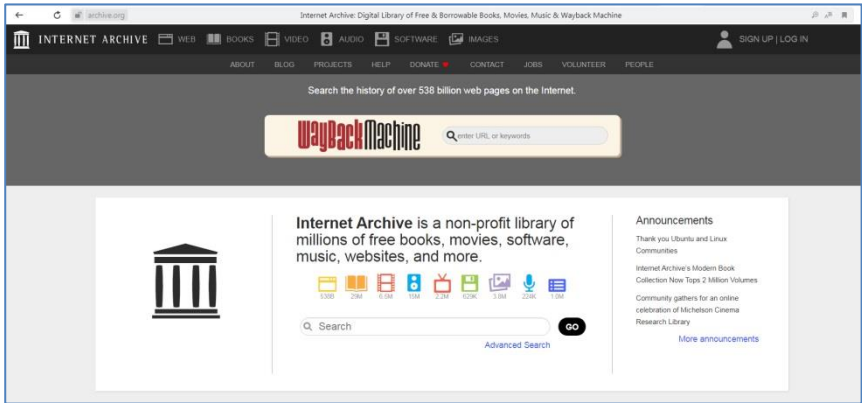 archive.org
Internet Archive: Digital Library of Free & Borrowable Books, Movies, Music & Wayback Machine
INTERNET ARCHIVE WEB BOOKS VIDEO AUDIO SOFTWARE IMAGES SIGN UP | LOG IN
ABOUT BLOG PROJECTS HELP DONATE CONTACT JOBS VOLUNTEER PEOPLE
Search the history of over 538 billion web pages on the Internet.
WayBackMachine
enter URL or keywords
Internet Archive is a non-profit library of
millions of free books, movies, software,
music, websites, and more.
538B 29M 6.6M 15M 2.2M 629K 3.8M 224K 1.0M
Search
GO
Advanced Search
Announcements
Thank you Ubuntu and Linux
Communities
Internet Archive's Modern Book
Collection Now Tops 2 Million Volumes
Community gathers for an online
celebration of Michelson Cinema
Research Library
More announcements